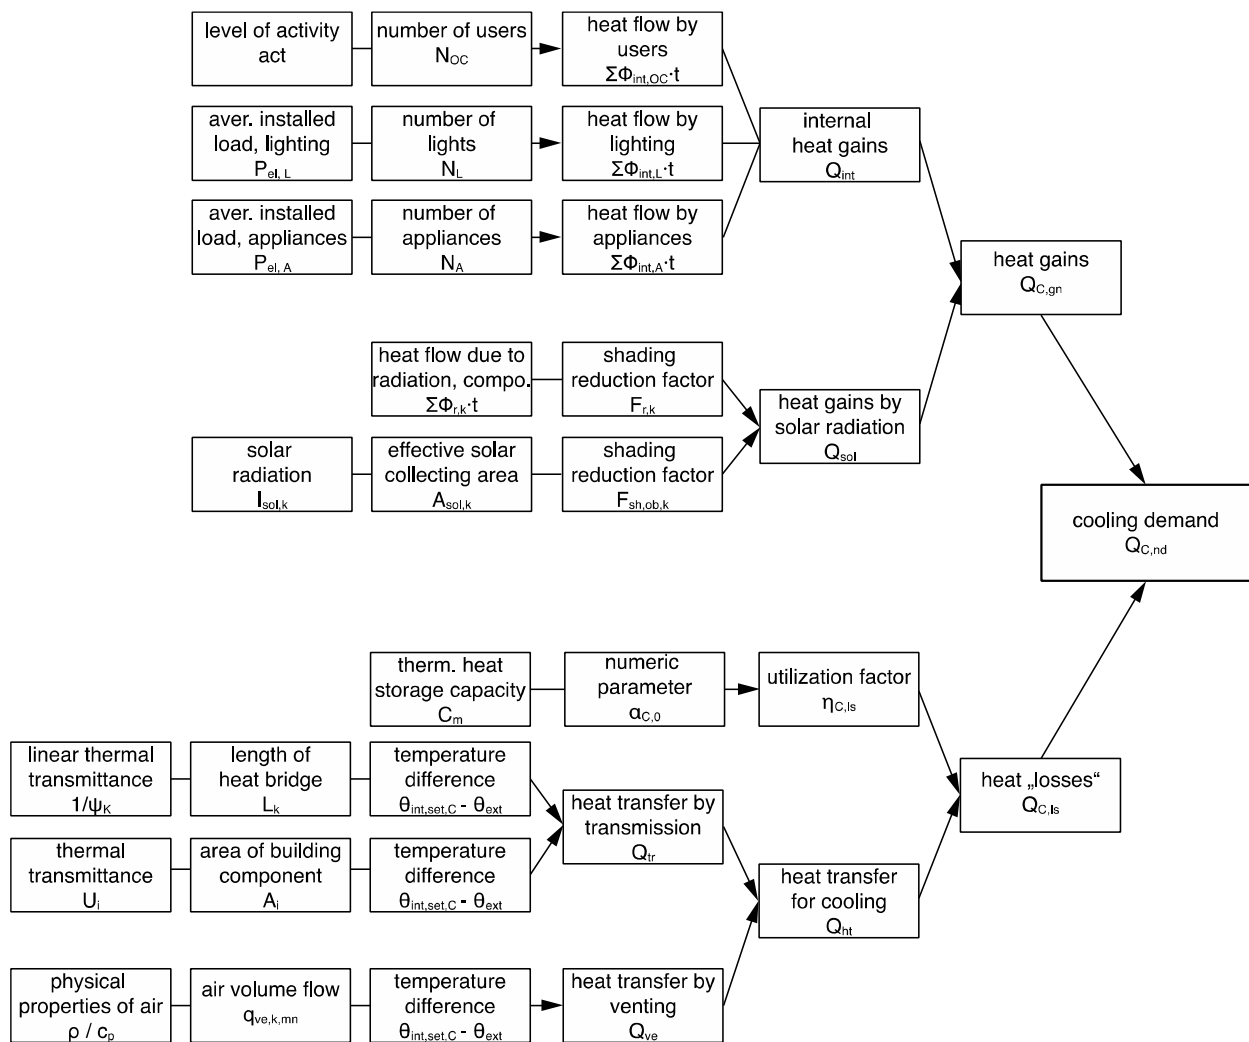 level of activity
act
number of users
N_OC
heat flow by
users
ΣΦ_int,OC·t
aver. installed
load, lighting
P_el, L
number of
lights
N_L
heat flow by
lighting
ΣΦ_int,L·t
internal
heat gains
Q_int
aver. installed
load, appliances
P_el, A
number of
appliances
N_A
heat flow by
appliances
ΣΦ_int,A·t
heat gains
Q_C,gn
heat flow due to
radiation, compo.
ΣΦ_r,k·t
shading
reduction factor
F_r,k
heat gains by
solar radiation
Q_sol
solar
radiation
I_sol,k
effective solar
collecting area
A_sol,k
shading
reduction factor
F_sh,ob,k
cooling demand
Q_C,nd
therm. heat
storage capacity
C_m
numeric
parameter
α_C,0
utilization factor
η_C,ls
linear thermal
transmittance
1/ψ_K
length of
heat bridge
L_k
temperature
difference
θ_int,set,C - θ_ext
heat transfer by
transmission
Q_tr
heat „losses“
Q_C,ls
thermal
transmittance
U_i
area of building
component
A_i
temperature
difference
θ_int,set,C - θ_ext
heat transfer
for cooling
Q_ht
physical
properties of air
ρ / c_p
air volume flow
q_ve,k,mn
temperature
difference
θ_int,set,C - θ_ext
heat transfer by
venting
Q_ve